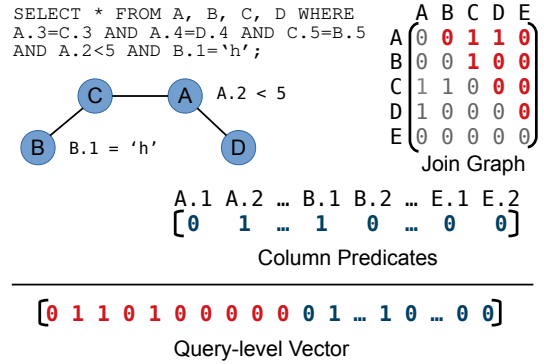 SELECT * FROM A, B, C, D WHERE
A.3=C.3 AND A.4=D.4 AND C.5=B.5
AND A.2<5 AND B.1='h';
A B C D E
A 0 0 1 1 0
B 0 0 1 0 0
C 1 1 0 0 0
D 1 0 0 0 0
E 0 0 0 0 0
Join Graph
C A A.2 < 5
B B.1 = 'h' D
A.1 A.2 … B.1 B.2 … E.1 E.2
[0 1 … 1 0 … 0 0]
Column Predicates
[0 1 1 0 1 0 0 0 0 0 0 1 … 1 0 … 0 0]
Query-level Vector